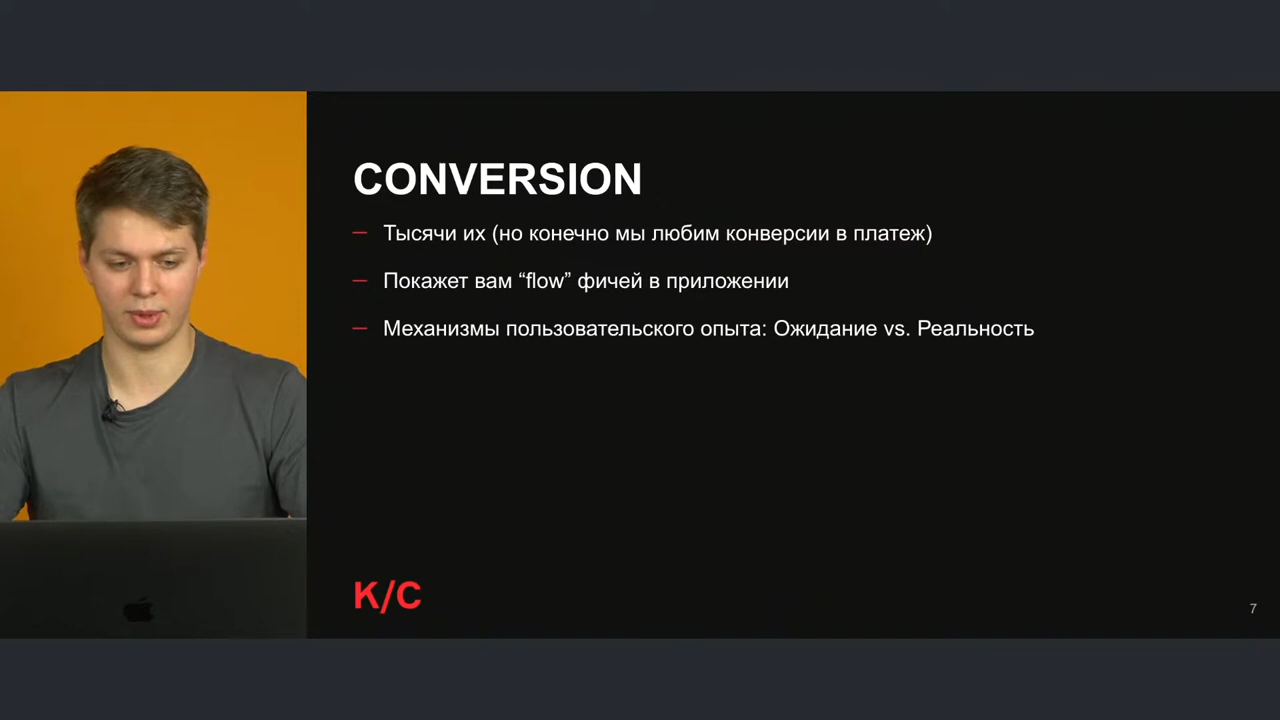 CONVERSION
— Тысячи их (но конечно мы любим конверсии в платеж)
— Покажет вам “flow” фичей в приложении
— Механизмы пользовательского опыта: Ожидание vs. Реальность
K/C
7